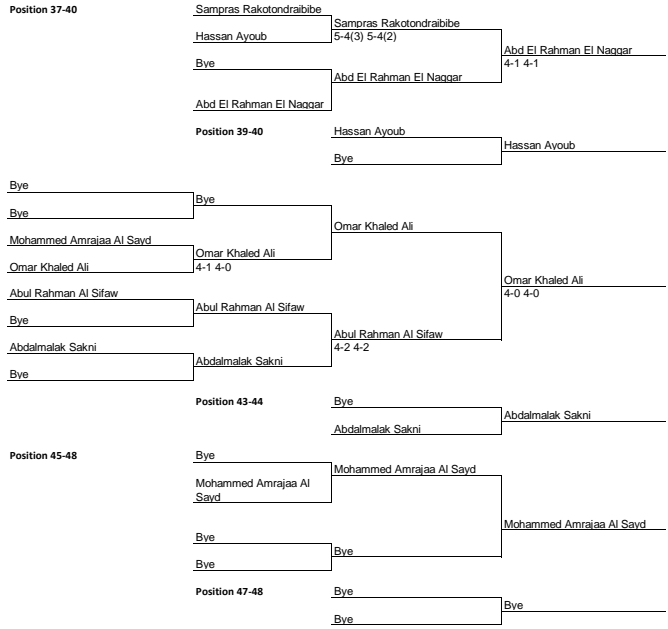 Position 37-40
Sampras Rakotondraibibe
Sampras Rakotondraibibe
Hassan Ayoub
5-4(3) 5-4(2)
Abd El Rahman El Naggar
4-1 4-1
Bye
Abd El Rahman El Naggar
Abd El Rahman El Naggar
Position 39-40
Hassan Ayoub
Hassan Ayoub
Bye
Bye
Bye
Bye
Omar Khaled Ali
Mohammed Amrajaa Al Sayd
Omar Khaled Ali
Omar Khaled Ali
4-1 4-0
Omar Khaled Ali
4-0 4-0
Abul Rahman Al Sifaw
Abul Rahman Al Sifaw
Bye
Abul Rahman Al Sifaw
4-2 4-2
Abdalmalak Sakni
Abdalmalak Sakni
Bye
Position 43-44
Bye
Abdalmalak Sakni
Abdalmalak Sakni
Position 45-48
Bye
Mohammed Amrajaa Al Sayd
Mohammed Amrajaa Al
Sayd
Mohammed Amrajaa Al Sayd
Bye
Bye
Bye
Position 47-48
Bye
Bye
Bye